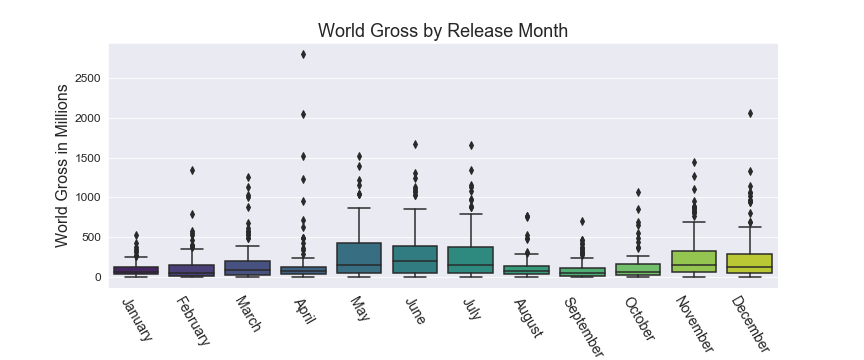 World Gross by Release Month
World Gross in Millions
2500
2000
1500
1000
500
0
January
February
March
April
May
June
July
August
September
October
November
December